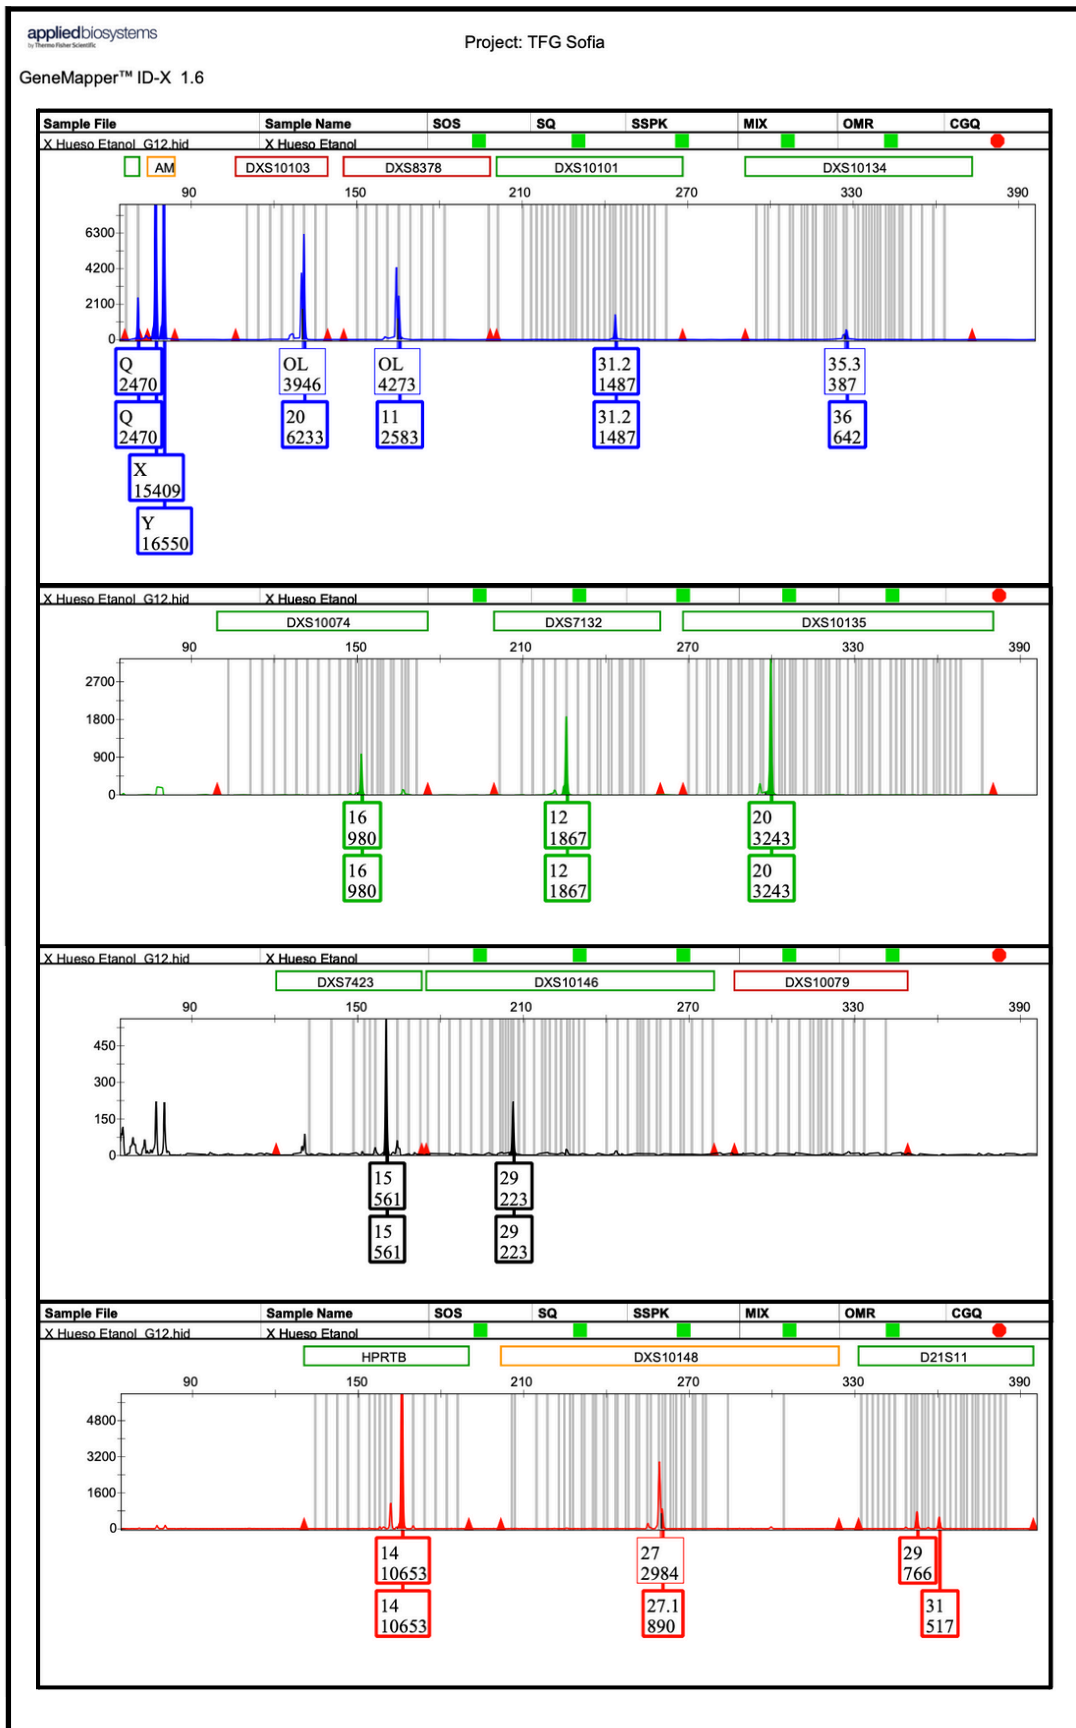 appliedbiosystems
by Thermo Fisher Scientific
Project: TFG Sofia
GeneMapper™ ID-X 1.6
Sample File Sample Name SOS SQ SSPK MIX OMR CGQ
X Hueso Etanol_G12.hid X Hueso Etanol
AM DXS10103 DXS8378 DXS10101 DXS10134
90 150 210 270 330 390
6300
4200
2100
0
Q OL OL 31.2 35.3
2470 3946 4273 1487 387
Q 20 11 31.2 36
2470 6233 2583 1487 642
X
15409
Y
16550
X Hueso Etanol_G12.hid X Hueso Etanol
DXS10074 DXS7132 DXS10135
90 150 210 270 330 390
2700
1800
900
0
16 12 20
980 1867 3243
16 12 20
980 1867 3243
X Hueso Etanol_G12.hid X Hueso Etanol
DXS7423 DXS10146 DXS10079
90 150 210 270 330 390
450
300
150
0
15 29
561 223
15 29
561 223
Sample File Sample Name SOS SQ SSPK MIX OMR CGQ
X Hueso Etanol_G12.hid X Hueso Etanol
HPRTB DXS10148 D21S11
90 150 210 270 330 390
4800
3200
1600
0
14 27 29
10653 2984 766
14 27.1 31
10653 890 517